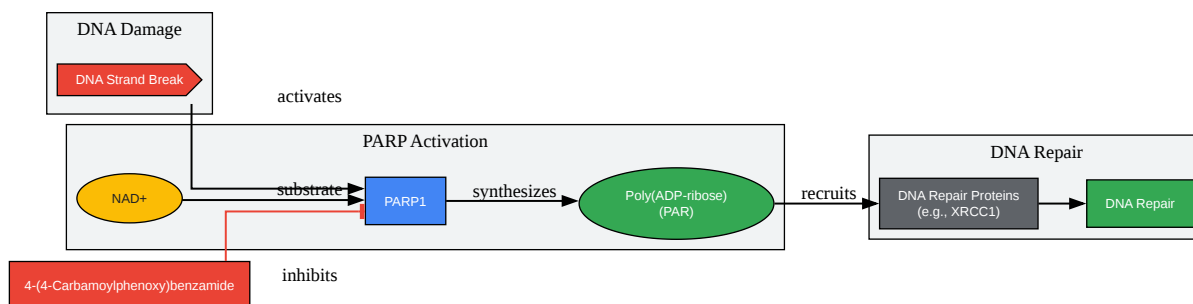 DNA Damage
DNA Strand Break
activates
PARP Activation
NAD+
substrate
PARP1
synthesizes
Poly(ADP-ribose)
(PAR)
recruits
DNA Repair
DNA Repair Proteins
(e.g., XRCC1)
DNA Repair
4-(4-Carbamoylphenoxy)benzamide
inhibits